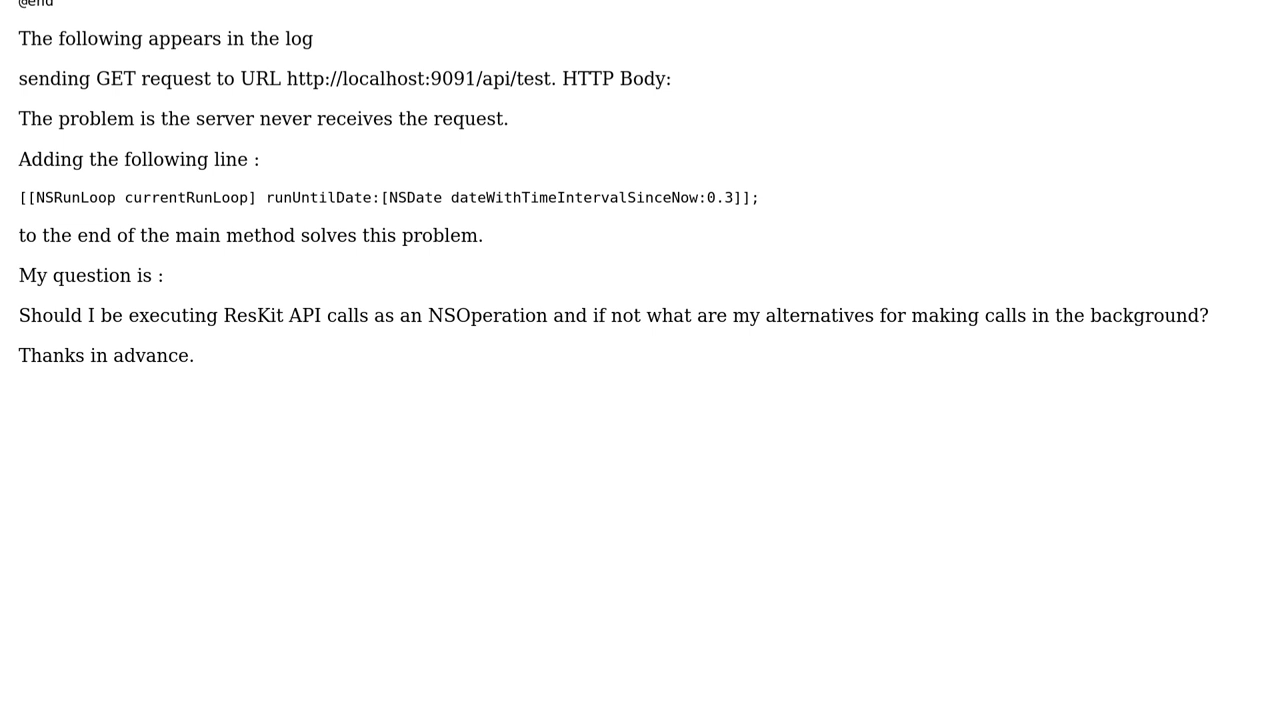 @end
The following appears in the log
sending GET request to URL http://localhost:9091/api/test. HTTP Body:
The problem is the server never receives the request.
Adding the following line :
[[NSRunLoop currentRunLoop] runUntilDate:[NSDate dateWithTimeIntervalSinceNow:0.3]];
to the end of the main method solves this problem.
My question is :
Should I be executing ResKit API calls as an NSOperation and if not what are my alternatives for making calls in the background?
Thanks in advance.